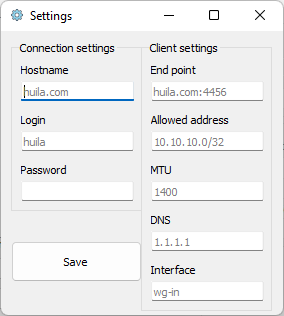 Settings
Connection settings
Hostname
huila.com
Login
huila
Password
Save
Client settings
End point
huila.com:4456
Allowed address
10.10.10.0/32
MTU
1400
DNS
1.1.1.1
Interface
wg-in